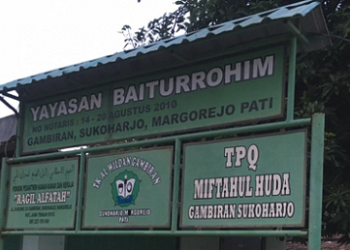 YAYASAN BAITURROHIM
NO NOTARIS : 14 - 20 AGUSTUS 2010
GAMBIRAN, SUKOHARJO, MARGOREJO PATI
"RAGIL ALFATAH"
TK AL WILDAN GAMBIRAN
SUKOHARJO MARGOREJO
PATI
TPQ
MIFTAHUL HUDA
GAMBIRAN SUKOHARJO